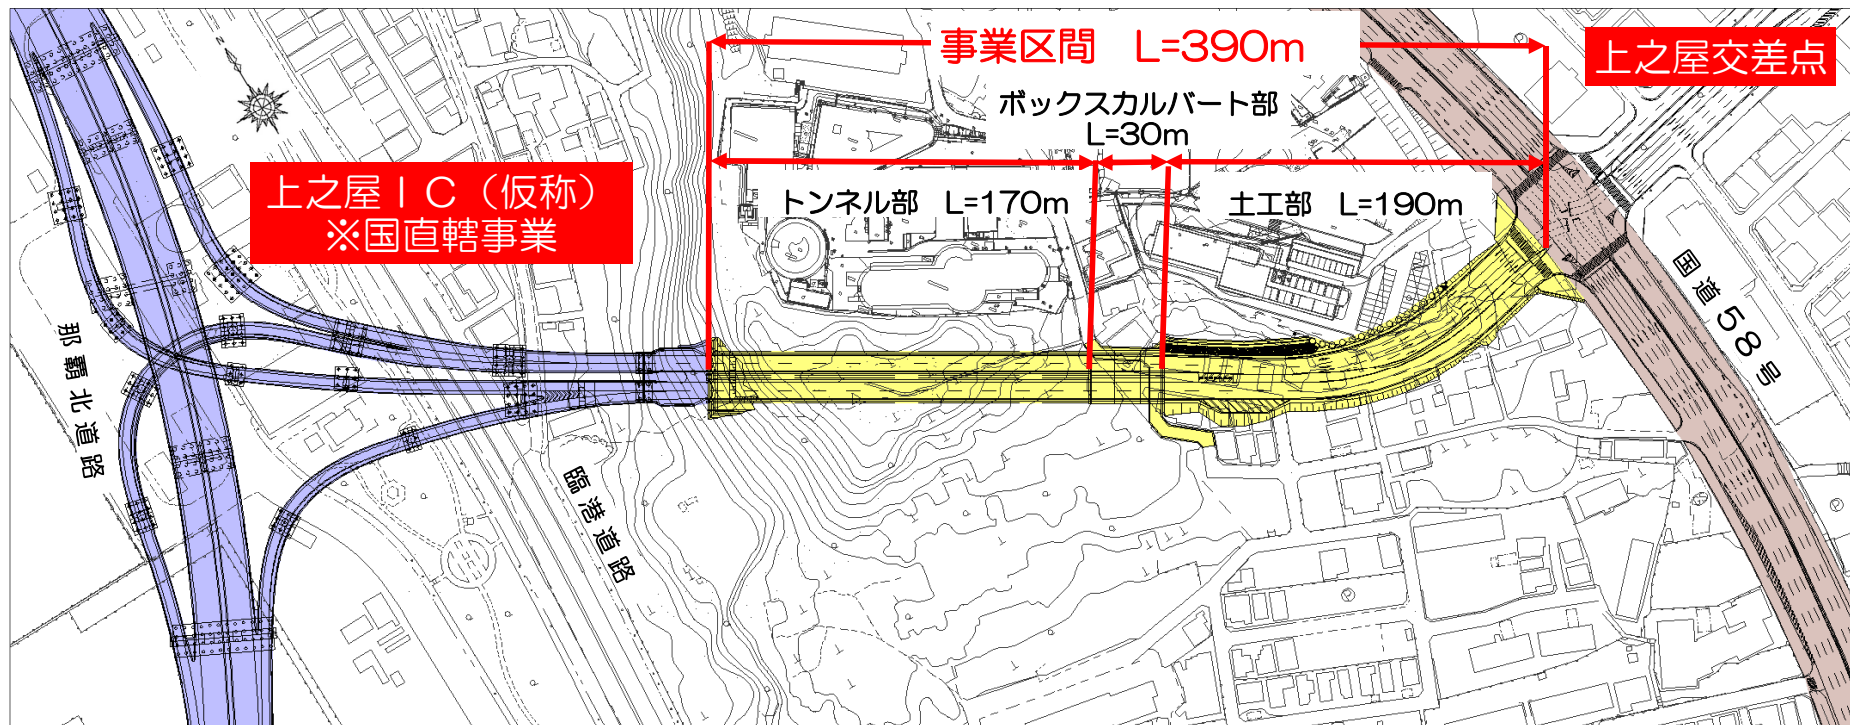 事業区間　L=390m
上之屋交差点
ボックスカルバート部
L=30m
上之屋ＩＣ（仮称）
※国直轄事業
トンネル部　L=170m
土工部　L=190m
国道58号
那覇北道路
臨港道路
N